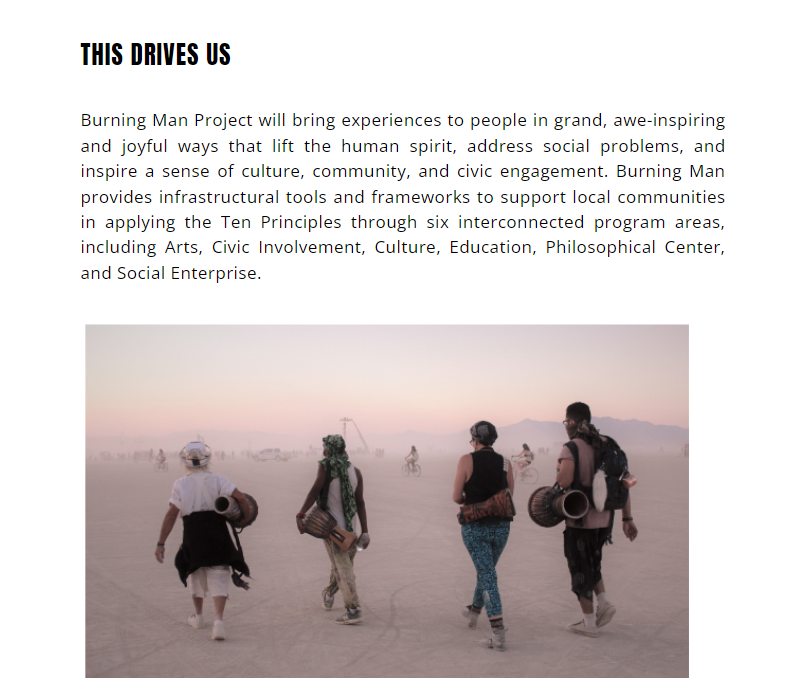 THIS DRIVES US
Burning Man Project will bring experiences to people in grand, awe-inspiring
and joyful ways that lift the human spirit, address social problems, and
inspire a sense of culture, community, and civic engagement. Burning Man
provides infrastructural tools and frameworks to support local communities
in applying the Ten Principles through six interconnected program areas,
including Arts, Civic Involvement, Culture, Education, Philosophical Center,
and Social Enterprise.